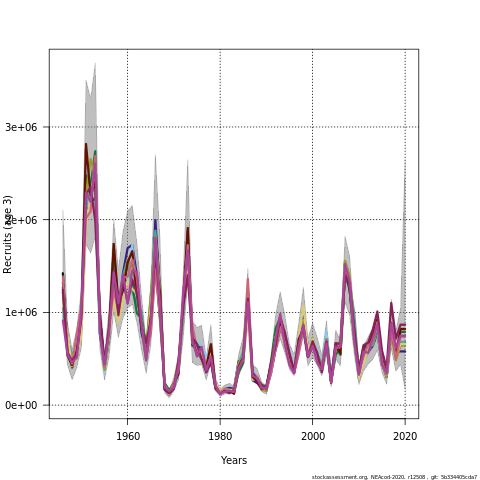 3e+06
2e+06
1e+06
0e+00
Recruits (age 3)
1960
1980
2000
2020
Years
stockassessment.org, NEAcod-2020, r12508 , git: 5b334405cda7